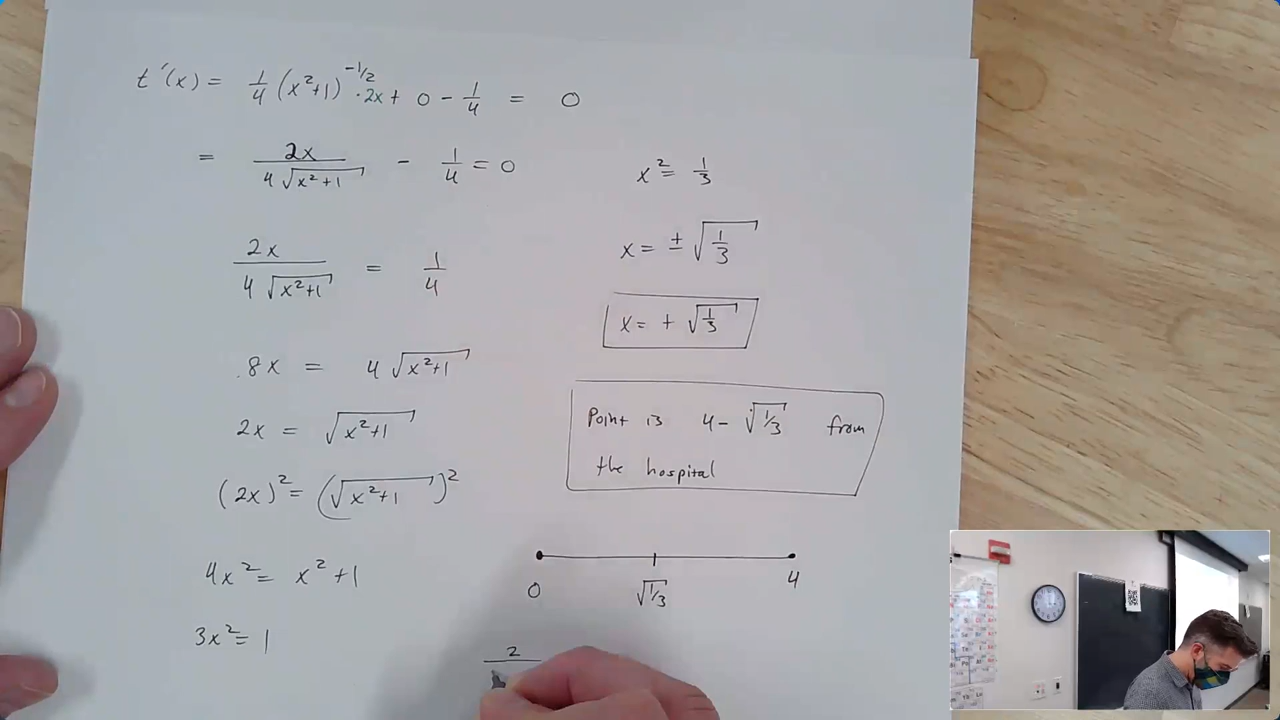 t'(x) = 1/4 (x²+1)^-1/2 · 2x + 0 - 1/4 = 0
= 2x / 4√(x²+1) - 1/4 = 0
2x / 4√(x²+1) = 1/4
8x = 4√(x²+1)
2x = √(x²+1)
(2x)² = (√(x²+1))²
4x² = x²+1
3x² = 1
x² = 1/3
x = ± √(1/3)
x = + √(1/3)
Point is 4 - √(1/3) from
the hospital
0 √(1/3) 4
2